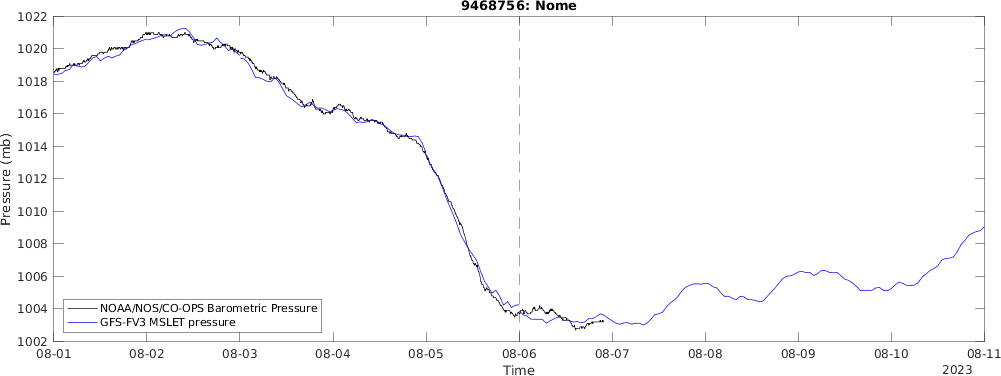 9468756: Nome
1022
1020
1018
1016
1014
1012
1010
1008
1006
1004
1002
Pressure (mb)
NOAA/NOS/CO-OPS Barometric Pressure
GFS-FV3 MSLET pressure
08-01 08-02 08-03 08-04 08-05 08-06 08-07 08-08 08-09 08-10 08-11
Time
2023